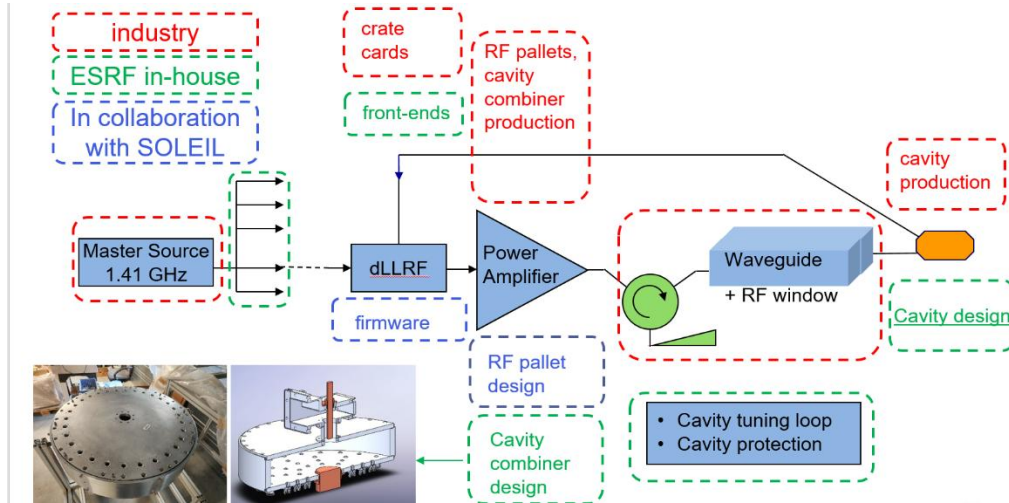 industry
ESRF in-house
In collaboration
with SOLEIL
crate
cards
front-ends
RF pallets,
cavity
combiner
production
cavity
production
Master Source
1.41 GHz
dLLRF
Power
Amplifier
Waveguide
+ RF window
firmware
Cavity design
RF pallet
design
Cavity
combiner
design
• Cavity tuning loop
• Cavity protection